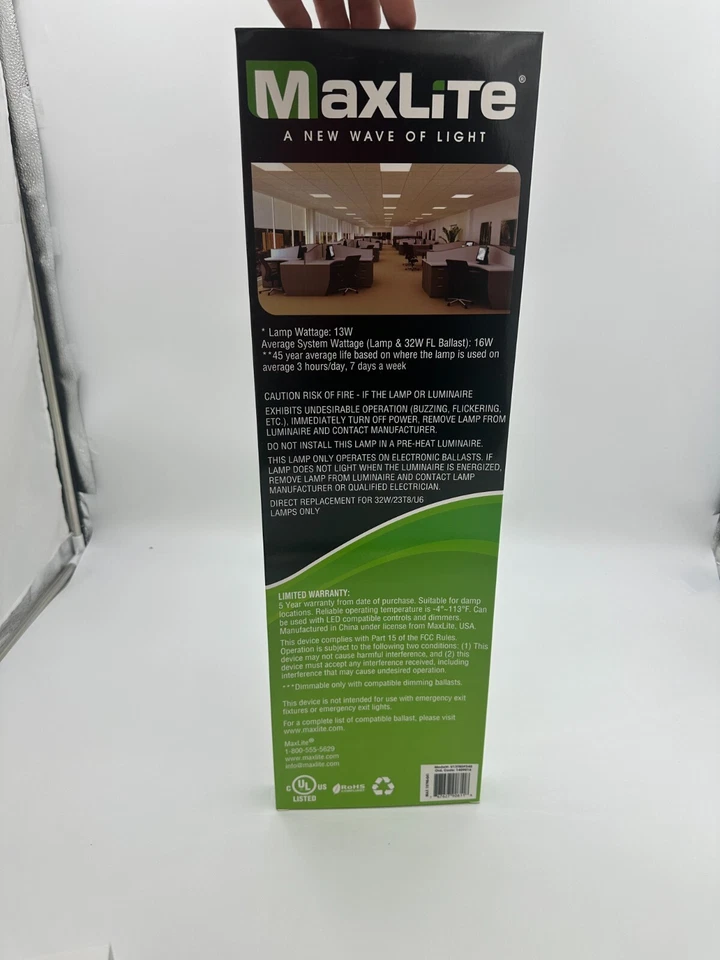 MaxLiTe®
A NEW WAVE OF LIGHT
* Lamp Wattage: 13W
Average System Wattage (Lamp & 32W FL Ballast): 16W
**45 year average life based on where the lamp is used on
average 3 hours/day, 7 days a week
CAUTION RISK OF FIRE - IF THE LAMP OR LUMINAIRE
EXHIBITS UNDESIRABLE OPERATION (BUZZING, FLICKERING,
ETC.), IMMEDIATELY TURN OFF POWER, REMOVE LAMP FROM
LUMINAIRE AND CONTACT MANUFACTURER.
DO NOT INSTALL THIS LAMP IN A PRE-HEAT LUMINAIRE.
THIS LAMP ONLY OPERATES ON ELECTRONIC BALLASTS. IF
LAMP DOES NOT LIGHT WHEN THE LUMINAIRE IS ENERGIZED,
REMOVE LAMP FROM LUMINAIRE AND CONTACT LAMP
MANUFACTURER OR QUALIFIED ELECTRICIAN.
DIRECT REPLACEMENT FOR 32W/23T8/U6
LAMPS ONLY
LIMITED WARRANTY:
5 Year warranty from date of purchase. Suitable for damp
locations. Reliable operating temperature is -4°-113°F. Can
be used with LED compatible controls and dimmers.
Manufactured in China under license from MaxLite, USA.
This device complies with Part 15 of the FCC Rules.
Operation is subject to the following two conditions: (1) This
device may not cause harmful interference, and (2) this
device must accept any interference received, including
interference that may cause undesired operation.
***Dimmable only with compatible dimming ballasts.
This device is not intended for use with emergency exit
fixtures or emergency exit lights.
For a complete list of compatible ballast, please visit
www.maxlite.com.
MaxLite®
1-800-555-5629
www.maxlite.com
info@maxlite.com
C UL US
LISTED
RoHS
COMPLIANT